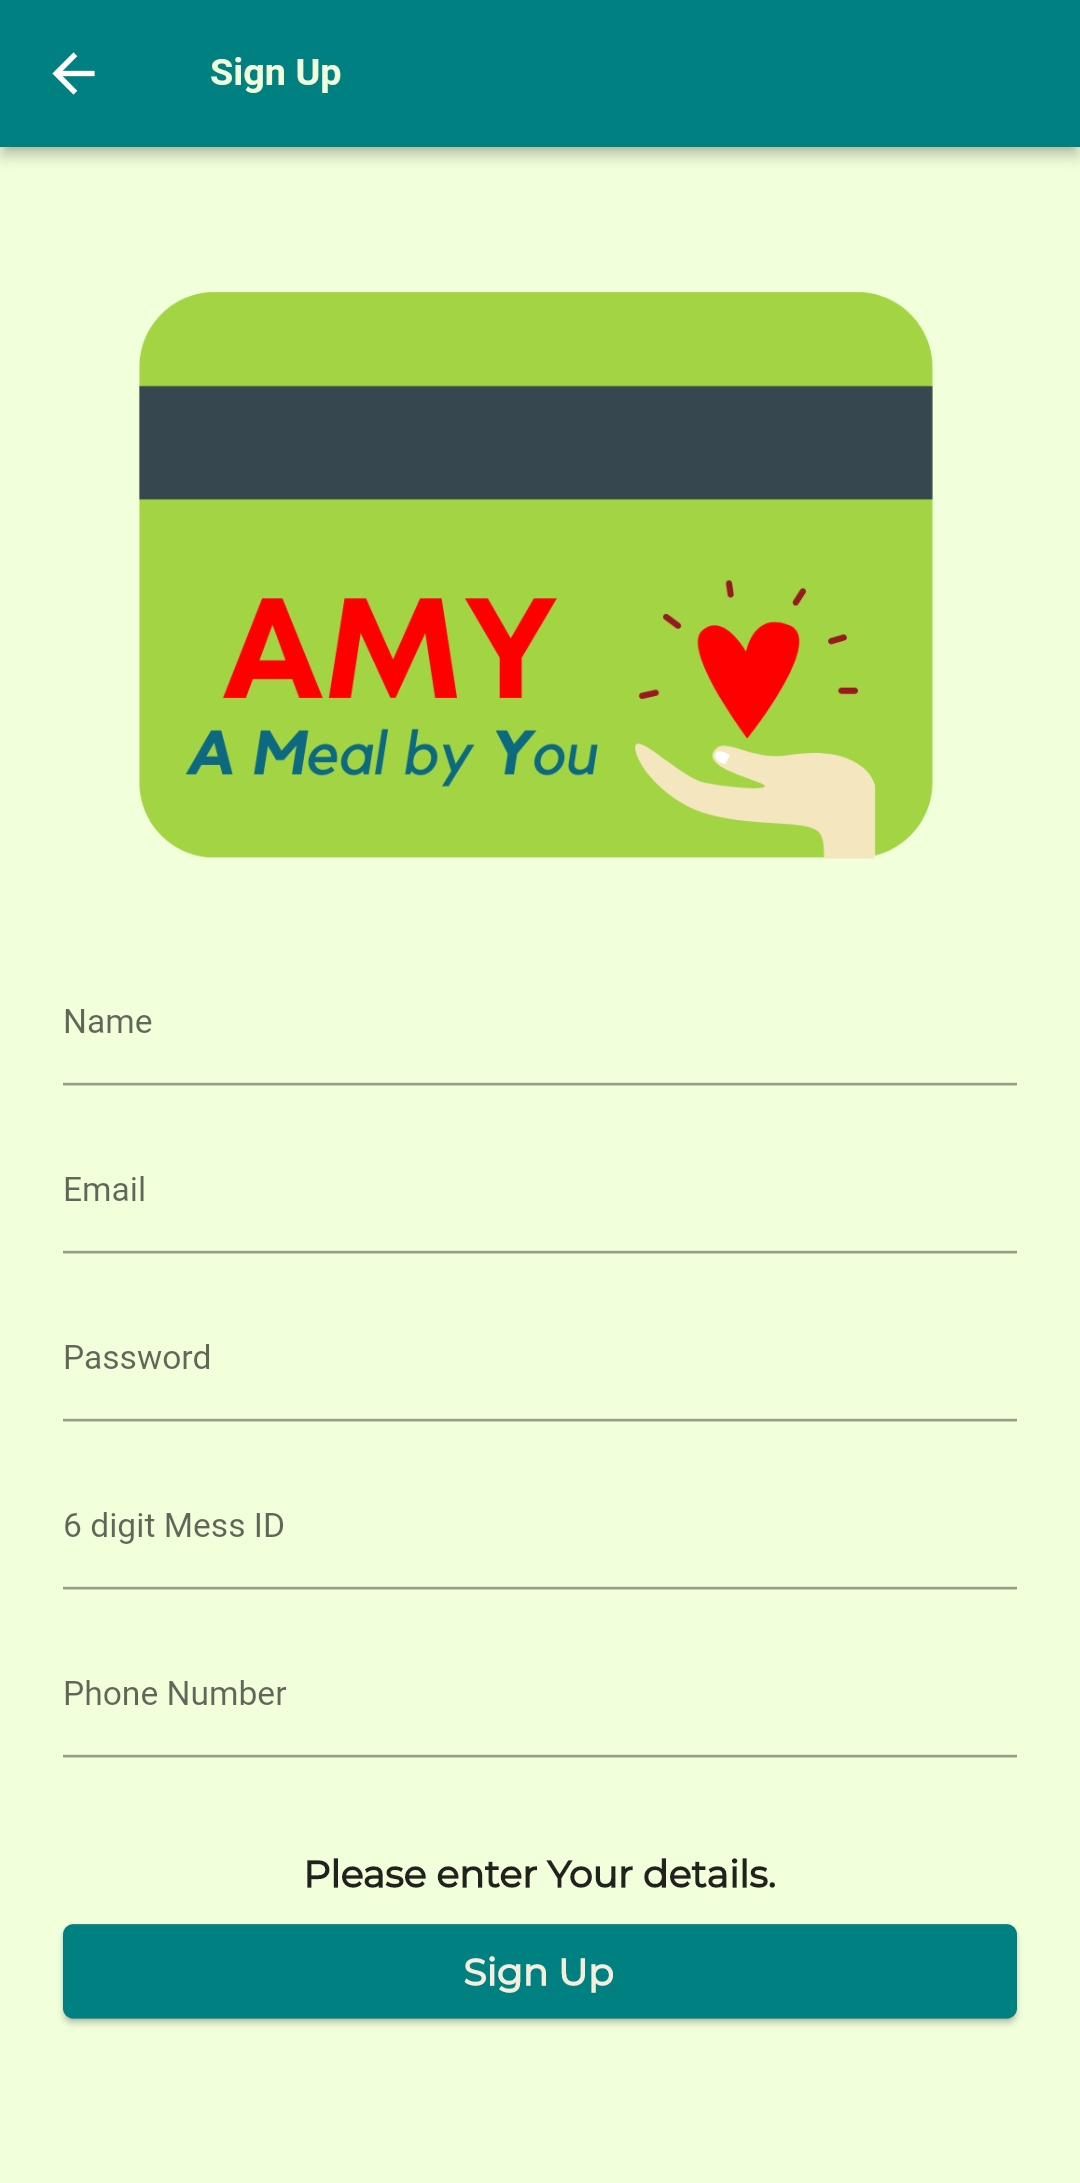 Sign Up
AMY
A Meal by You
Name
Email
Password
6 digit Mess ID
Phone Number
Please enter Your details.
Sign Up